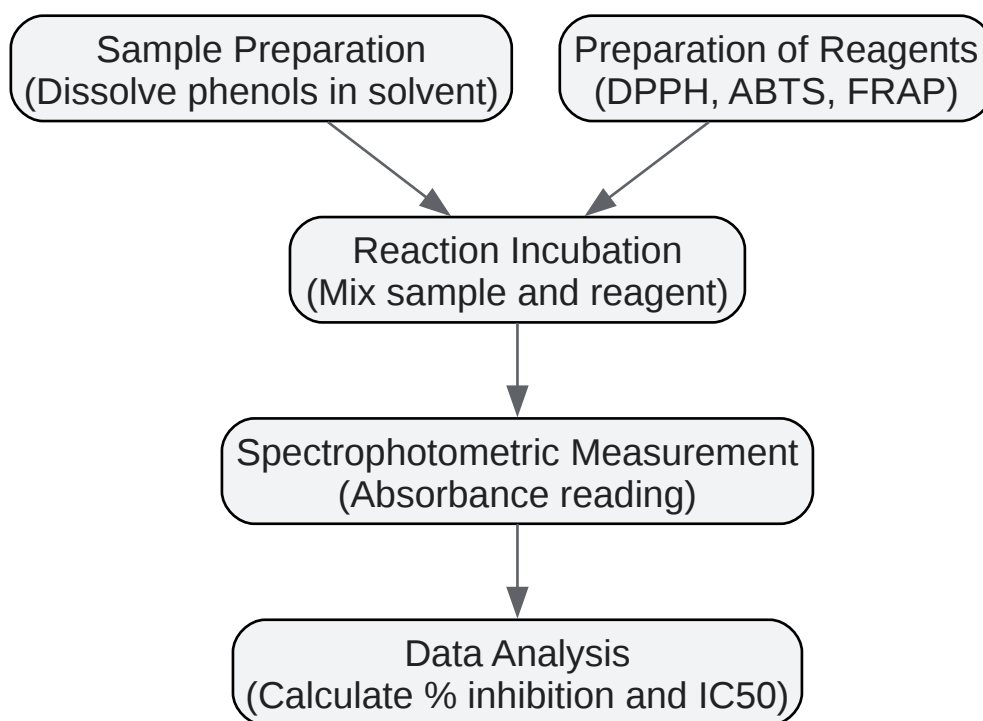 Sample Preparation
(Dissolve phenols in solvent)
Preparation of Reagents
(DPPH, ABTS, FRAP)
Reaction Incubation
(Mix sample and reagent)
Spectrophotometric Measurement
(Absorbance reading)
Data Analysis
(Calculate % inhibition and IC50)